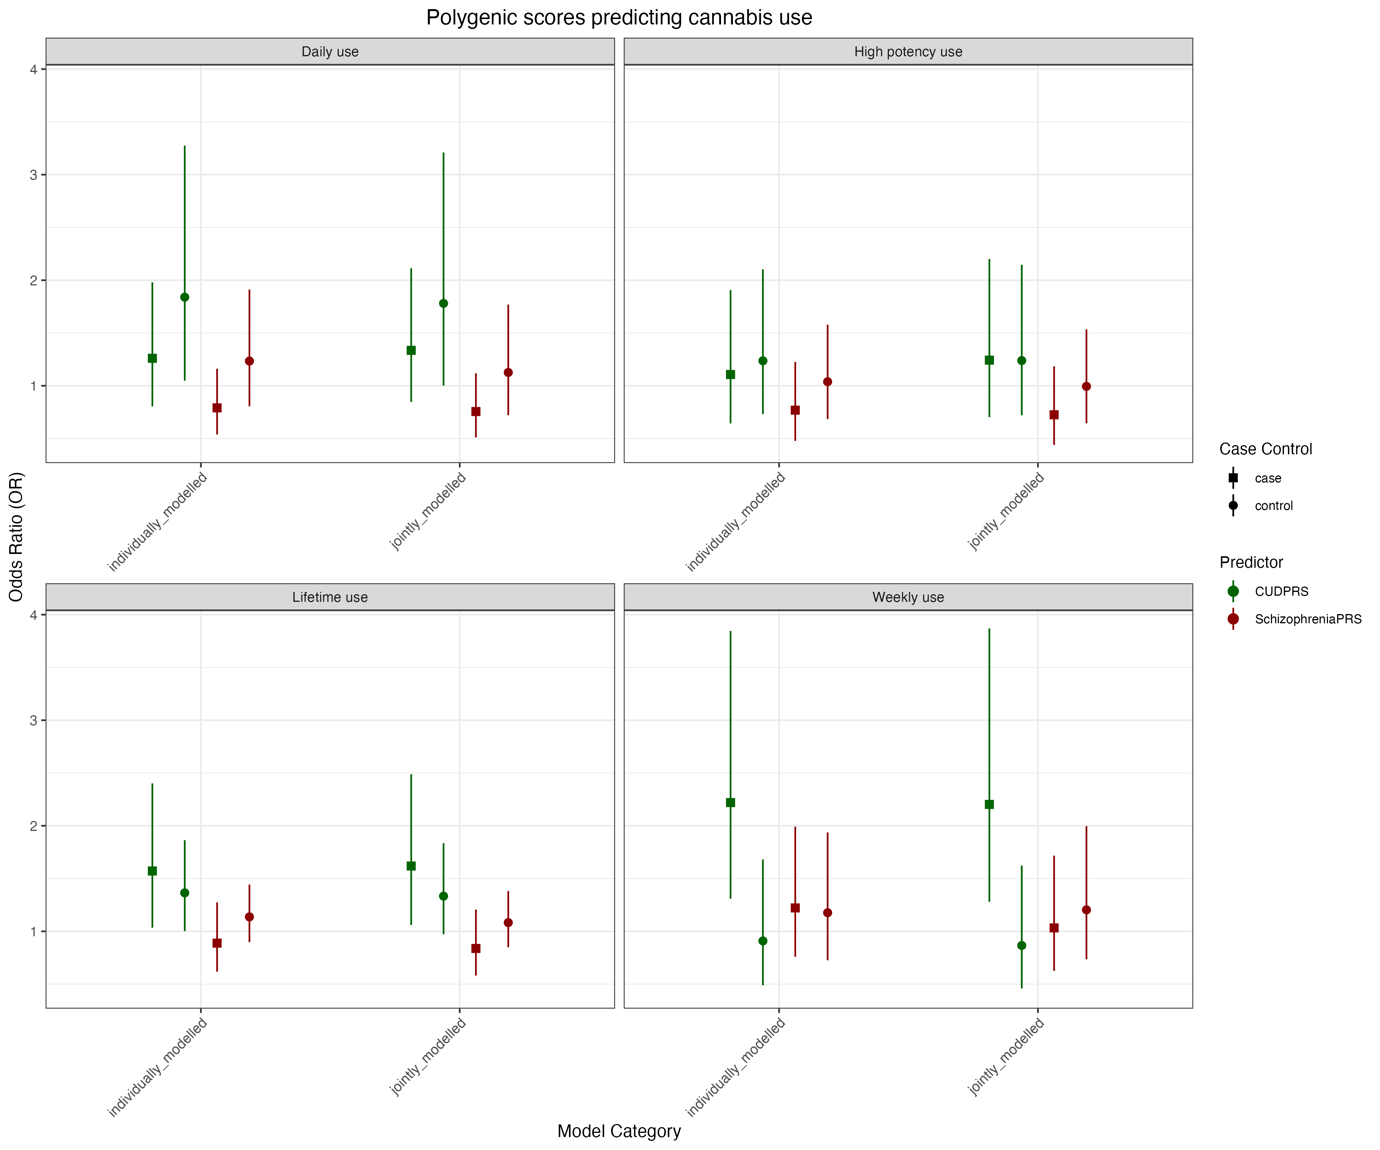 Polygenic scores predicting cannabis use
Daily use
High potency use
4
3
2
1
individually_modelled
jointly_modelled
individually_modelled
jointly_modelled
Odds Ratio (OR)
Lifetime use
Weekly use
4
3
2
1
individually_modelled
jointly_modelled
individually_modelled
jointly_modelled
Model Category
Case Control
case
control
Predictor
CUDPRS
SchizophreniaPRS